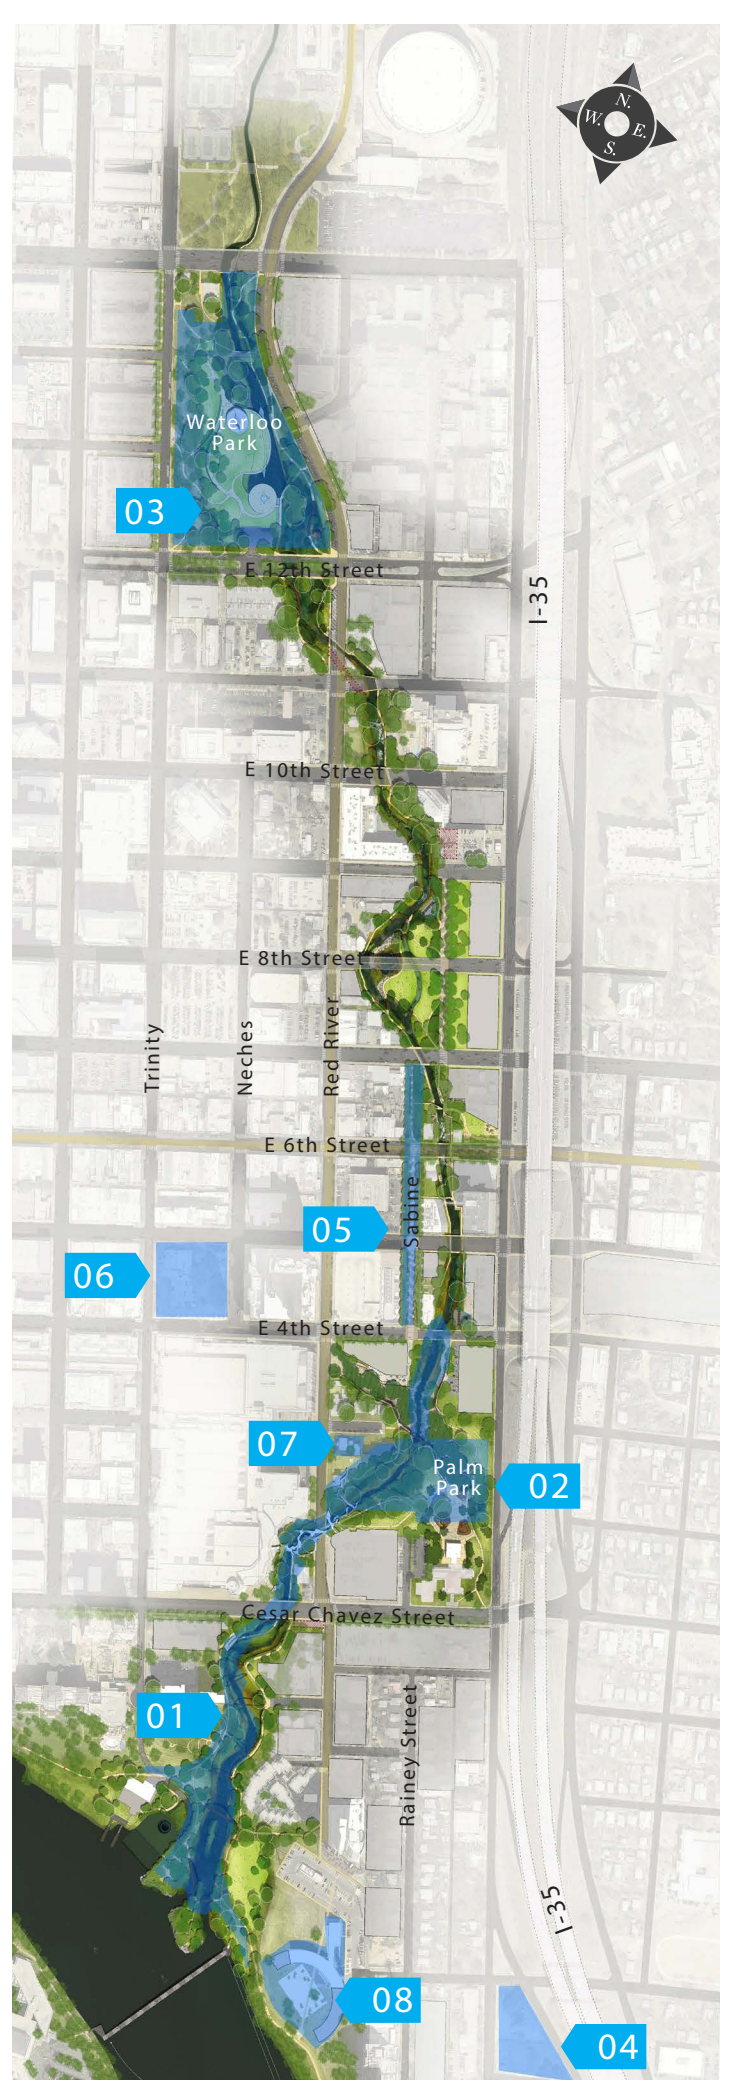 N.
W. E.
S.
Waterloo
Park
03
E 12th Street
I-35
E 10th Street
E 8th Street
Trinity
Neches
Red River
E 6th Street
Sabine
05
06
E 4th Street
07
Palm
Park
02
Cesar Chavez Street
01
Rainey Street
I-35
08
04